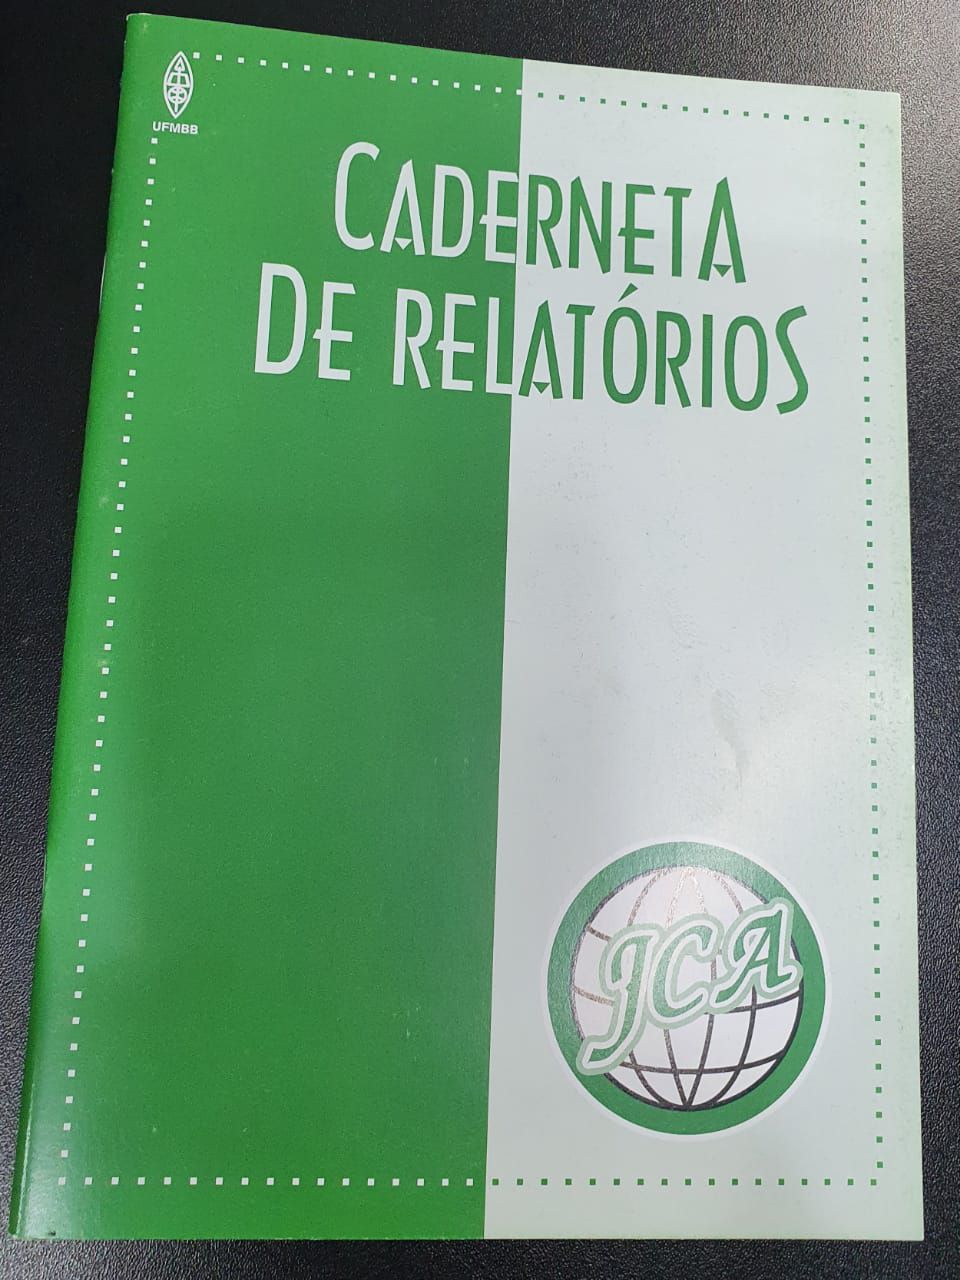 UFMBB
CADERNETA
DE RELATÓRIOS
JCA